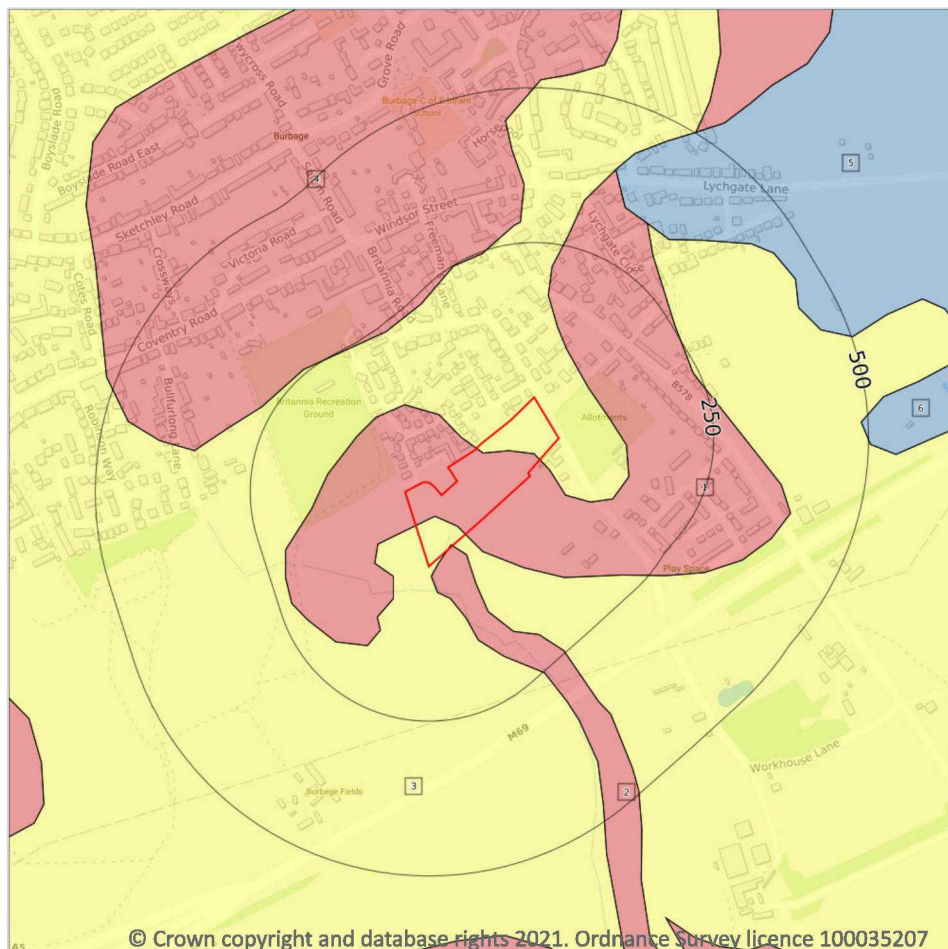 Boyslade Road
wycross Road
Grove Road
Burbage C of E Infant
School
Burbage
Horsepool
Boyslade Road East
4
5
Lychgate Lane
Sketchley Road
Windsor Street
Freemans Lane
Lychgate Close
Victoria Road
Crossways
Britannia Road
Cotes Road
Coventry Road
500
Bullfurlong Lane
B578
250
6
Britannia Recreation
Ground
Allotments
Robinson Way
1
Play Space
M69
Workhouse Lane
3
2
Burbage Fields
A5
© Crown copyright and database rights 2021. Ordnance Survey licence 100035207